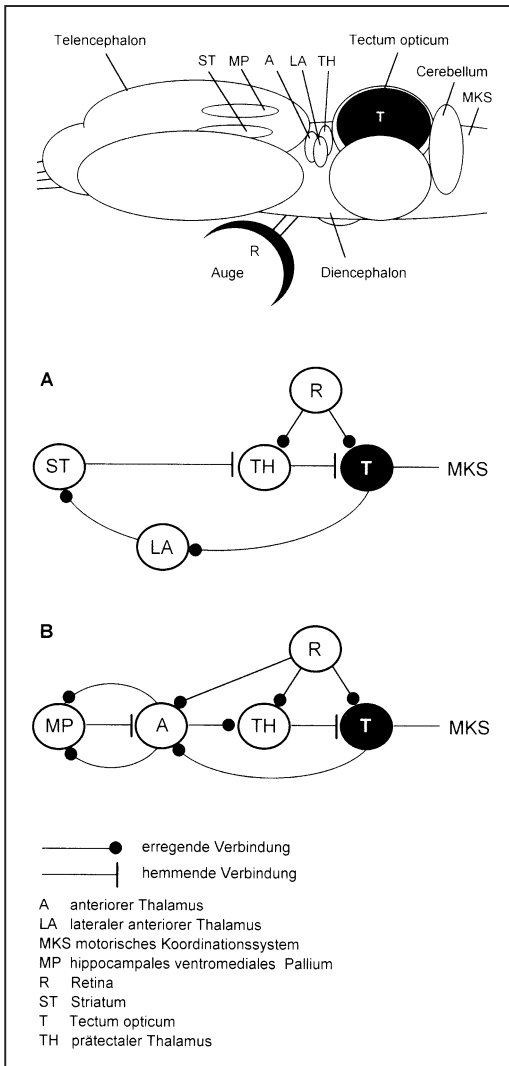 Telencephalon
Tectum opticum
ST MP A LA TH
Cerebellum
MKS
T
R
Auge
Diencephalon
A
R
ST
TH
T
MKS
LA
B
R
MP
A
TH
T
MKS
erregende Verbindung
hemmende Verbindung
A anteriorer Thalamus
LA lateraler anteriorer Thalamus
MKS motorisches Koordinationssystem
MP hippocampales ventromediales Pallium
R Retina
ST Striatum
T Tectum opticum
TH prätectaler Thalamus